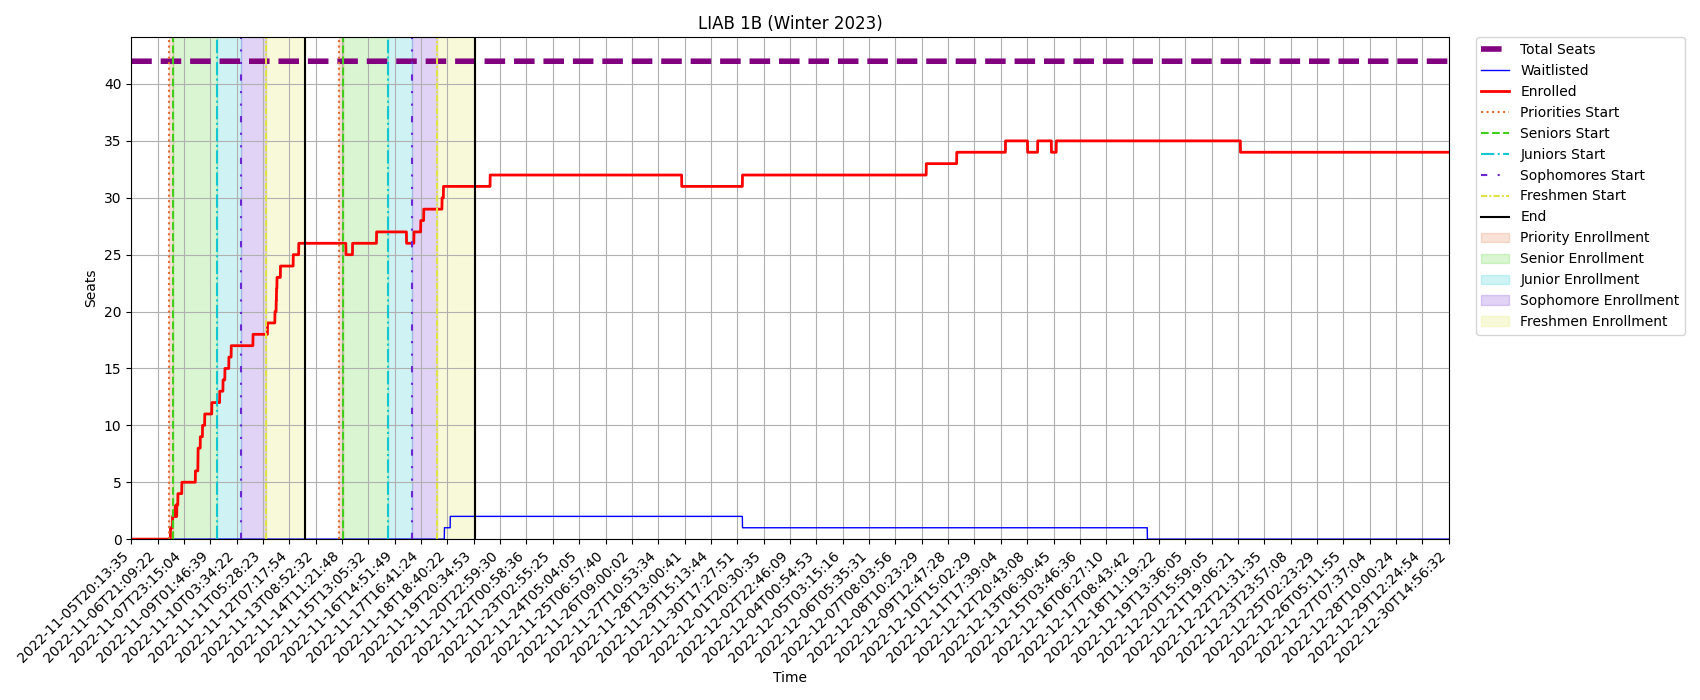 LIAB 1B (Winter 2023)
Total Seats
Waitlisted
Enrolled
Priorities Start
Seniors Start
Juniors Start
Sophomores Start
Freshmen Start
End
Priority Enrollment
Senior Enrollment
Junior Enrollment
Sophomore Enrollment
Freshmen Enrollment
Seats
40
35
30
25
20
15
10
5
0
2022-11-05T20:13:35
2022-11-06T21:09:22
2022-11-07T23:15:04
2022-11-09T01:46:39
2022-11-10T03:34:22
2022-11-11T05:28:23
2022-11-12T07:17:54
2022-11-13T08:52:32
2022-11-14T11:21:48
2022-11-15T13:05:32
2022-11-16T14:51:49
2022-11-17T16:41:24
2022-11-18T18:40:22
2022-11-19T20:34:53
2022-11-20T22:59:30
2022-11-22T00:58:36
2022-11-23T02:55:25
2022-11-24T05:04:05
2022-11-25T06:57:40
2022-11-26T09:00:02
2022-11-27T10:53:34
2022-11-28T13:00:41
2022-11-29T15:13:44
2022-11-30T17:27:51
2022-12-01T20:30:35
2022-12-02T22:46:09
2022-12-04T00:54:53
2022-12-05T03:15:16
2022-12-06T05:35:31
2022-12-07T08:03:56
2022-12-08T10:23:29
2022-12-09T12:47:28
2022-12-10T15:02:29
2022-12-11T17:39:04
2022-12-12T20:43:08
2022-12-13T06:30:45
2022-12-15T03:46:36
2022-12-16T06:27:10
2022-12-17T08:43:42
2022-12-18T11:19:22
2022-12-19T13:36:05
2022-12-20T15:59:05
2022-12-21T19:06:21
2022-12-22T21:31:35
2022-12-23T23:57:08
2022-12-25T02:23:29
2022-12-26T05:11:55
2022-12-27T07:37:04
2022-12-28T10:00:24
2022-12-29T12:24:54
2022-12-30T14:56:32
Time